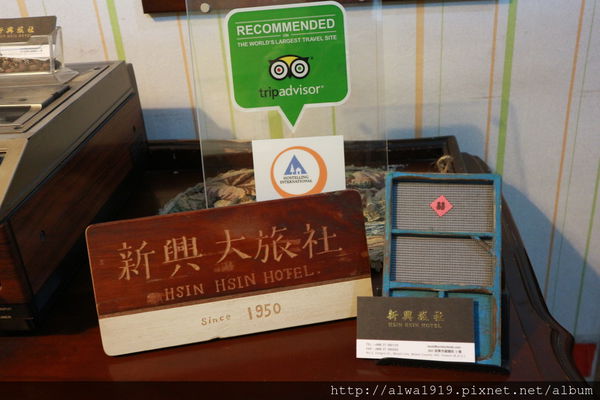 RECOMMENDED
ON
THE WORLD'S LARGEST TRAVEL SITE
tripadvisor
HOSTELLING
INTERNATIONAL
新興大旅社
HSIN HSIN HOTEL.
Since 1950
新興旅社
HSIN HSIN HOTEL
http://alwa1919.pixnet.net/album